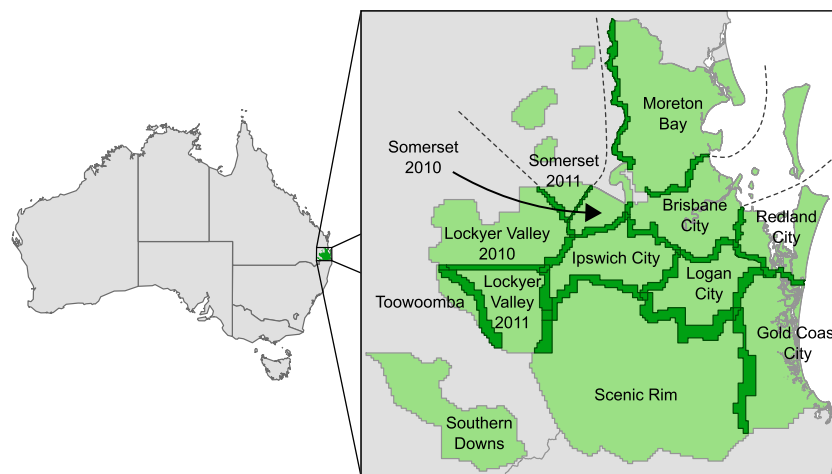 Moreton
Bay
Somerset
2010
Somerset
2011
Brisbane
City
Redland
City
Lockyer Valley
2010
Ipswich City
Logan
City
Toowoomba
Lockyer
Valley
2011
Gold Coas
City
Scenic Rim
Southern
Downs